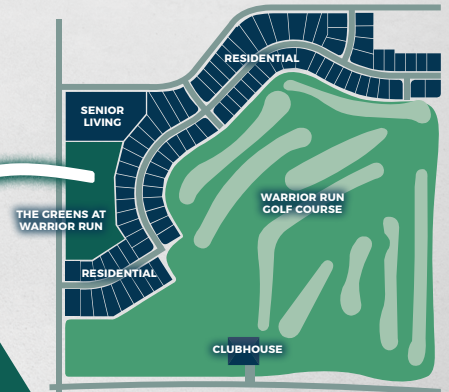 RESIDENTIAL
SENIOR
LIVING
WARRIOR RUN
GOLF COURSE
THE GREENS AT
WARRIOR RUN
RESIDENTIAL
CLUBHOUSE